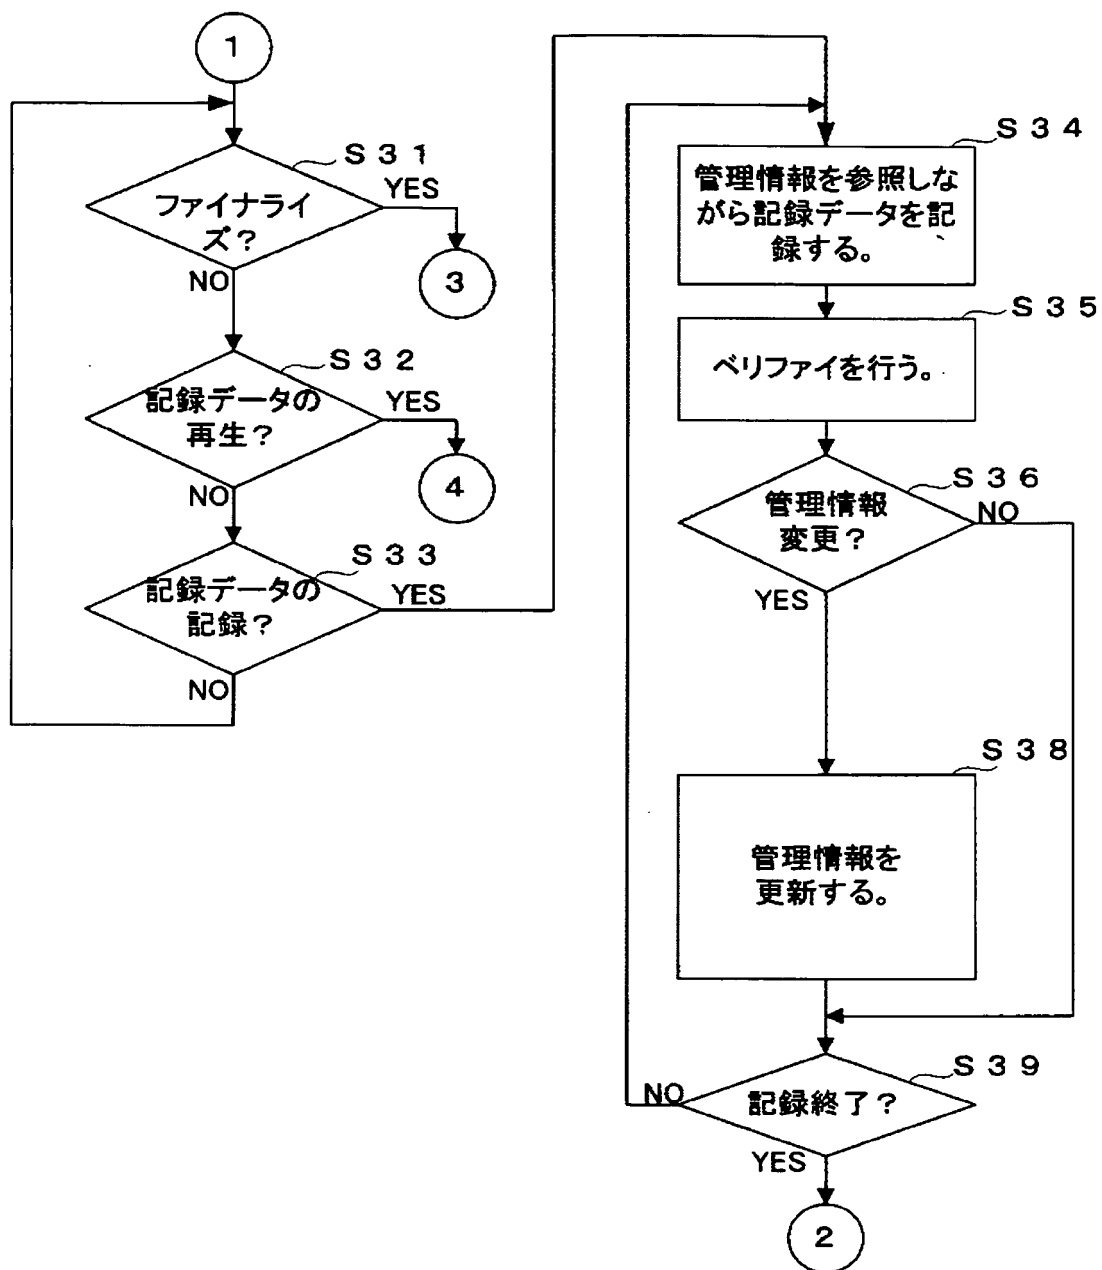 1
S31
ファイナライ
ズ?
YES
3
NO
S32
記録データの
再生?
YES
4
NO
S33
記録データの
記録?
YES
NO
S34
管理情報を参照しな
がら記録データを記
録する。
S35
ベリファイを行う。
S36
管理情報
変更?
NO
YES
S38
管理情報を
更新する。
S39
記録終了?
NO
YES
2